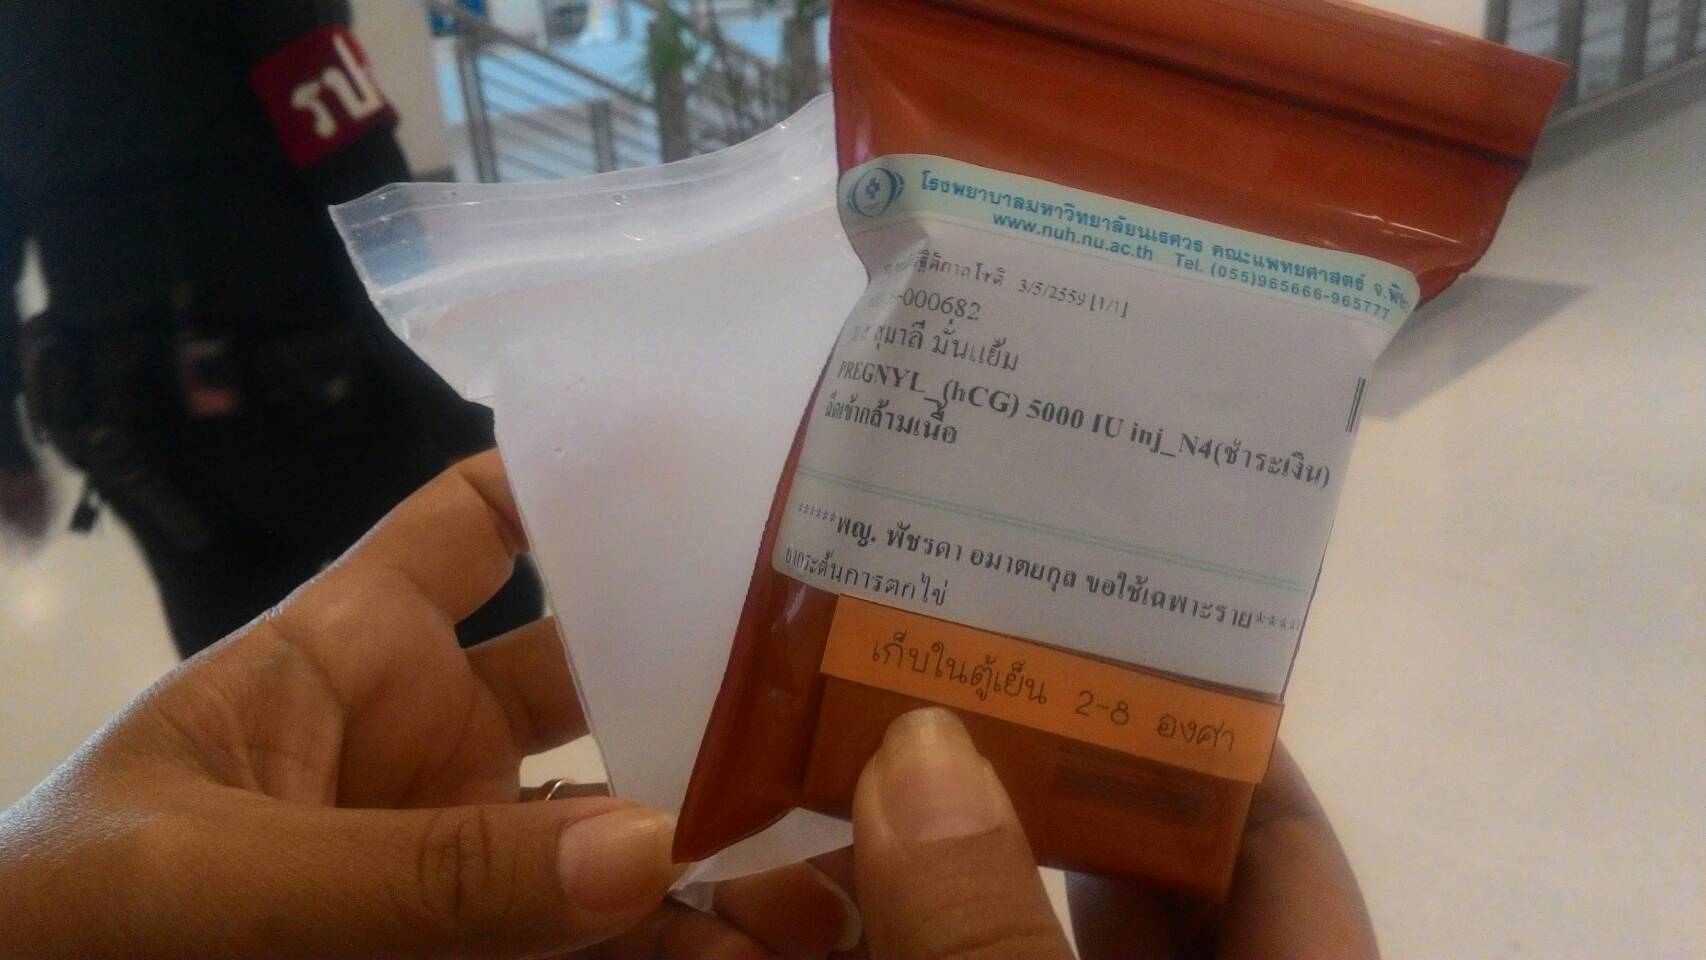 รป
โรงพยาบาลมหาวิทยาลัยนเรศวร คณะแพทยศาสตร์ จ.พิษ
www.nuh.nu.ac.th Tel. (055)965666-965777
3/5/2559 [1/1]
-000682
สุมาลี มั่นแย้ม
PREGNYL_(hCG) 5000 IU inj_N4(ชำระเงิน)
ฉีดเข้ากล้ามเนื้อ
******พญ. พัชรดา อมาตยกุล ขอใช้เฉพาะราย*****
ยากระตุ้นการตกไข่
เก็บในตู้เย็น 2-8 องศา